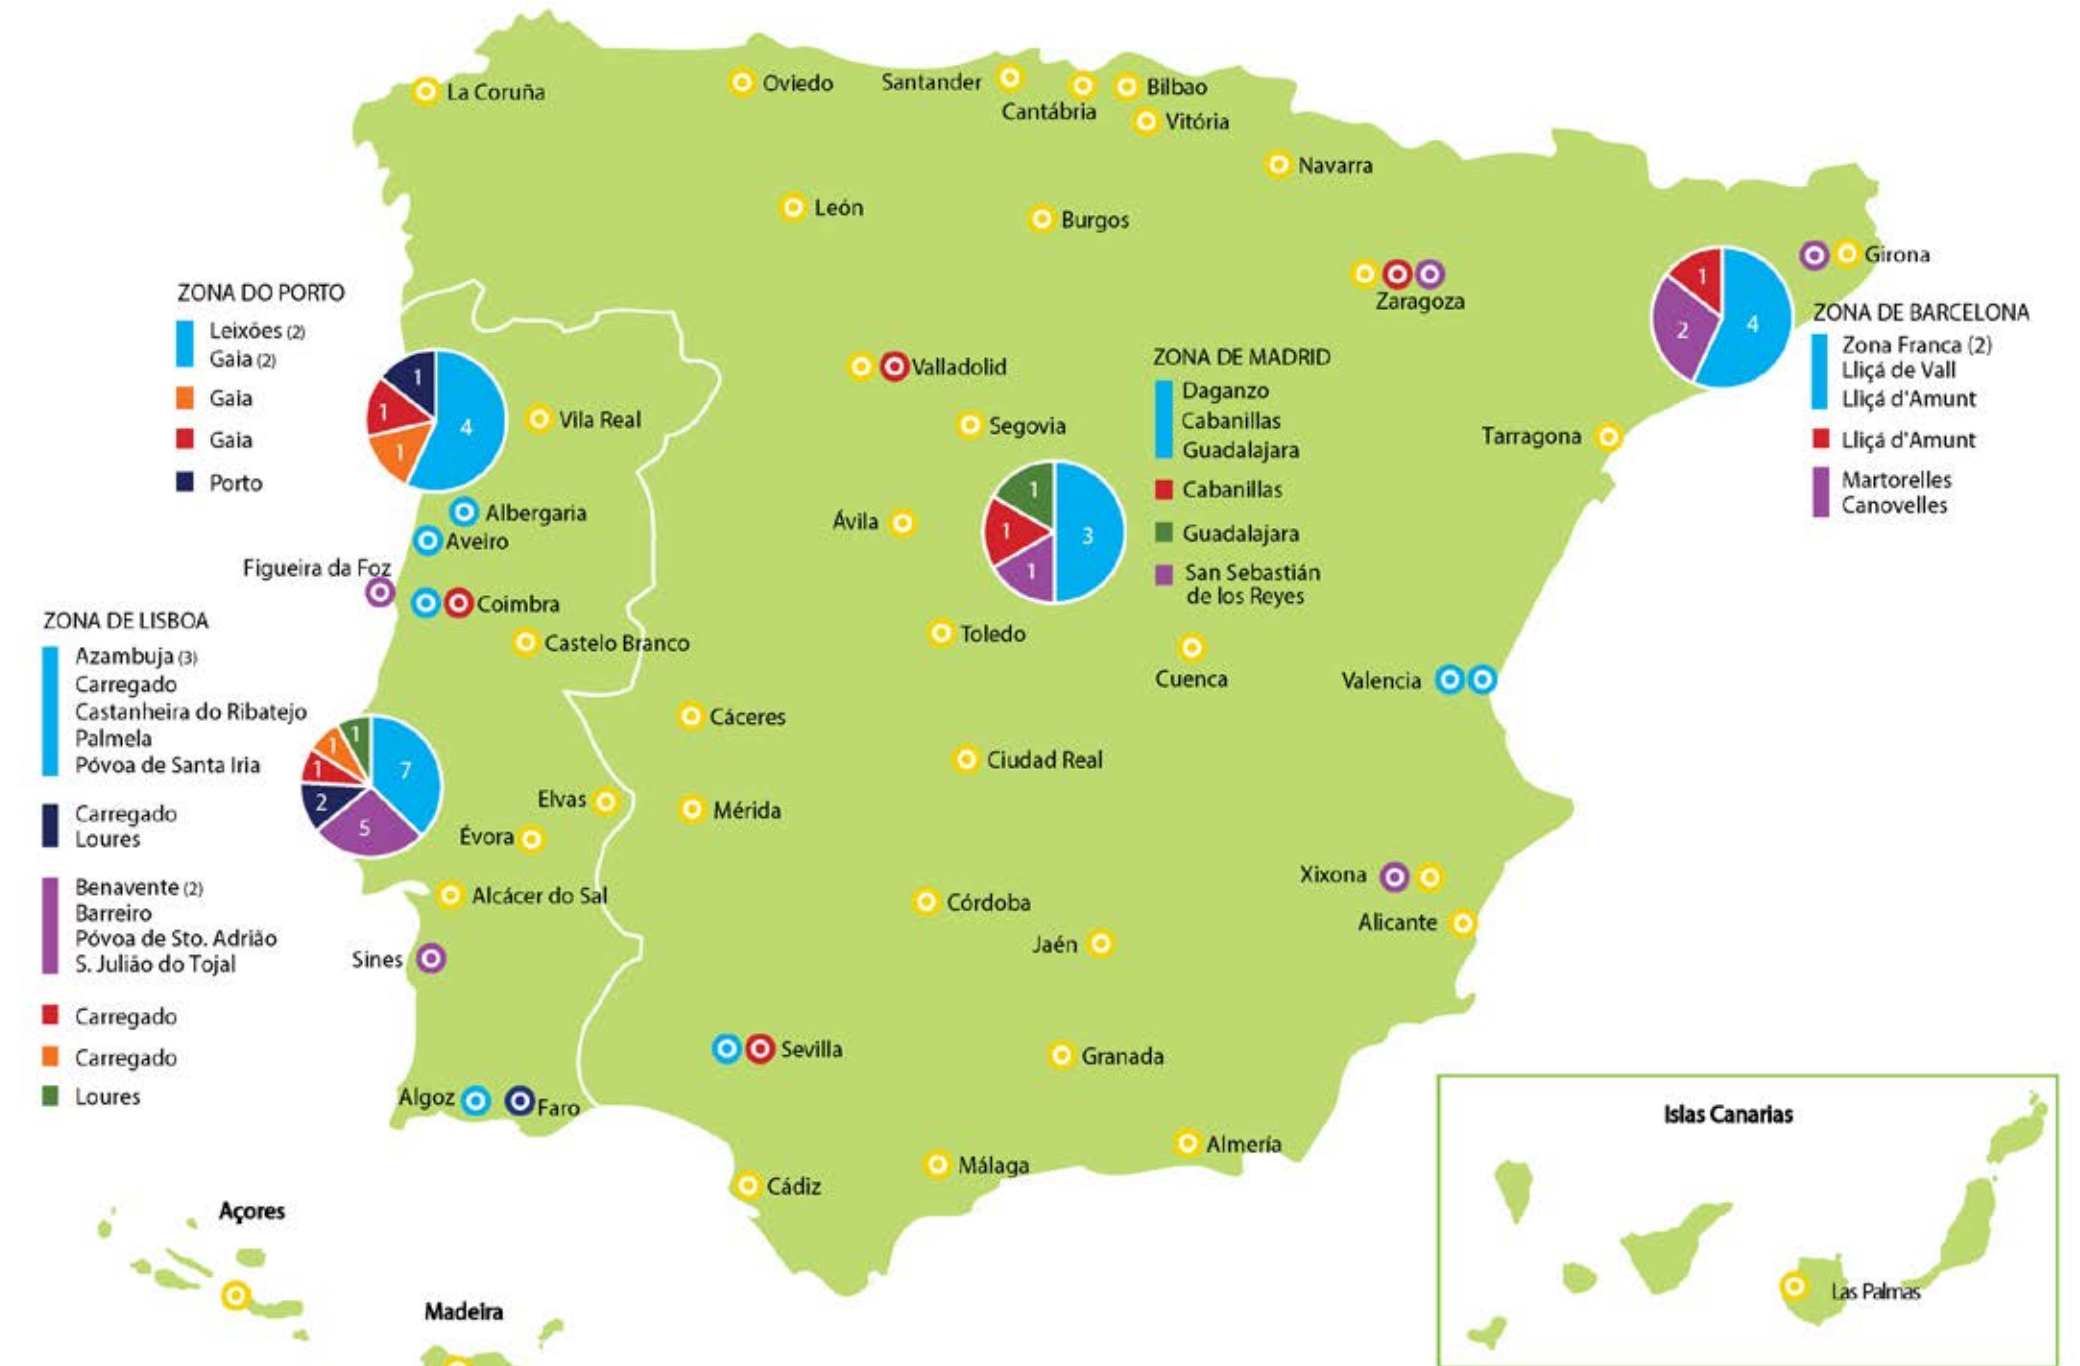 La Coruña
Oviedo
Santander
Cantábria
Bilbao
Vitória
Navarra
León
Burgos
Girona
Zaragoza
ZONA DO PORTO
Leixões (2)
Gaia (2)
Gaia
Gaia
Porto
1
1
1
4
Vila Real
Valladolid
Segovia
Ávila
ZONA DE MADRID
Daganzo
Cabanillas
Guadalajara
Cabanillas
Guadalajara
San Sebastián
de los Reyes
1
1
1
3
1
2
4
ZONA DE BARCELONA
Zona Franca (2)
Lliçá de Vall
Lliçá d'Amunt
Lliçá d'Amunt
Martorelles
Canovelles
Tarragona
Albergaria
Aveiro
Figueira da Foz
Coimbra
Castelo Branco
Toledo
Cuenca
Valencia
ZONA DE LISBOA
Azambuja (3)
Carregado
Castanheira do Ribatejo
Palmela
Póvoa de Santa Iria
Carregado
Loures
Benavente (2)
Barreiro
Póvoa de Sto. Adrião
S. Julião do Tojal
Carregado
Carregado
Loures
1
1
1
2
5
7
Cáceres
Ciudad Real
Elvas
Mérida
Évora
Alcácer do Sal
Córdoba
Jaén
Xixona
Alicante
Sines
Sevilla
Granada
Algoz
Faro
Almería
Málaga
Cádiz
Açores
Madeira
Islas Canarias
Las Palmas